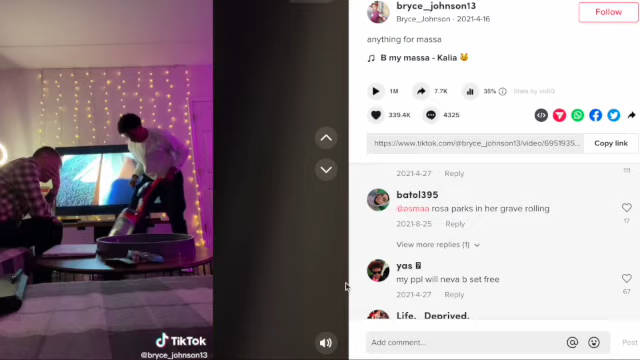 bryce_johnson13
Bryce_Johnson · 2021-4-16
Follow
anything for massa
♫ B my massa - Kalia 😾
1M
7.7K
35%
339.4K
4325
https://www.tiktok.com/@bryce_johnson13/video/6951935...
Copy link
2021-4-27 Reply
111
batol395
@asmaa rosa parks in her grave rolling
2021-8-25 Reply
17
View more replies (1)
yas
my ppl will neva b set free
2021-4-27 Reply
67
Life. Deprived.
Add comment...
Post
TikTok
@bryce_johnson13